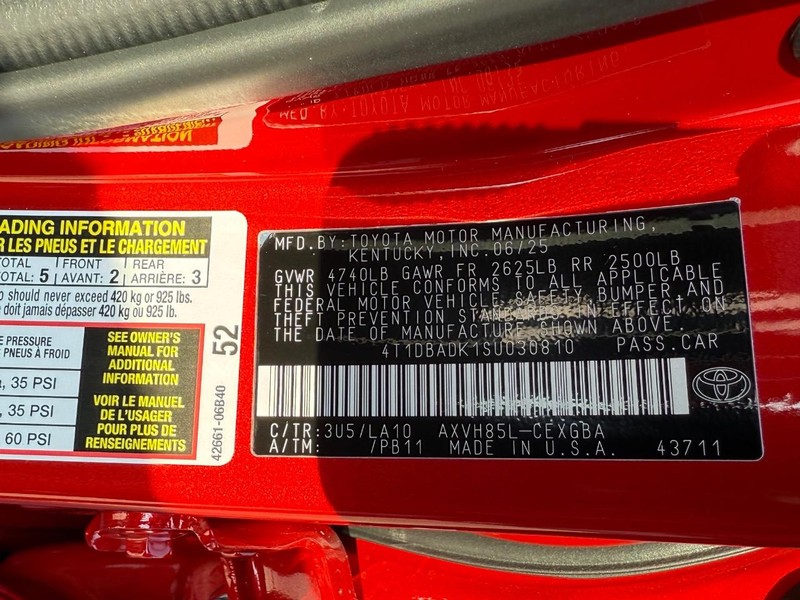 MFD. BY: TOYOTA MOTOR MANUFACTURING,
KENTUCKY, INC. 06/25
GVWR 4740LB GAWR FR 2625LB RR 2500LB
THIS VEHICLE CONFORMS TO ALL APPLICABLE
FEDERAL MOTOR VEHICLE SAFETY, BUMPER AND
THEFT PREVENTION STANDARDS IN EFFECT ON
THE DATE OF MANUFACTURE SHOWN ABOVE.
4T1DBADK1SU030810 PASS.CAR
C/TR:3U5/LA10 AXVH85L-CEXGBA
A/TM: /PB11 MADE IN U.S.A. 43711
ADING INFORMATION
R LES PNEUS ET LE CHARGEMENT
TOTAL: 5 FRONT REAR
TOTAL: 5 AVANT: 2 ARRIÈRE: 3
should never exceed 420 kg or 925 lbs.
doit jamais dépasser 420 kg ou 925 lb.
PRESSURE
PNEUS À FROID
35 PSI
35 PSI
60 PSI
SEE OWNER'S
MANUAL FOR
ADDITIONAL
INFORMATION
VOIR LE MANUEL
DE L'USAGER
POUR PLUS DE
RENSEIGNEMENTS
52
42661-06B40